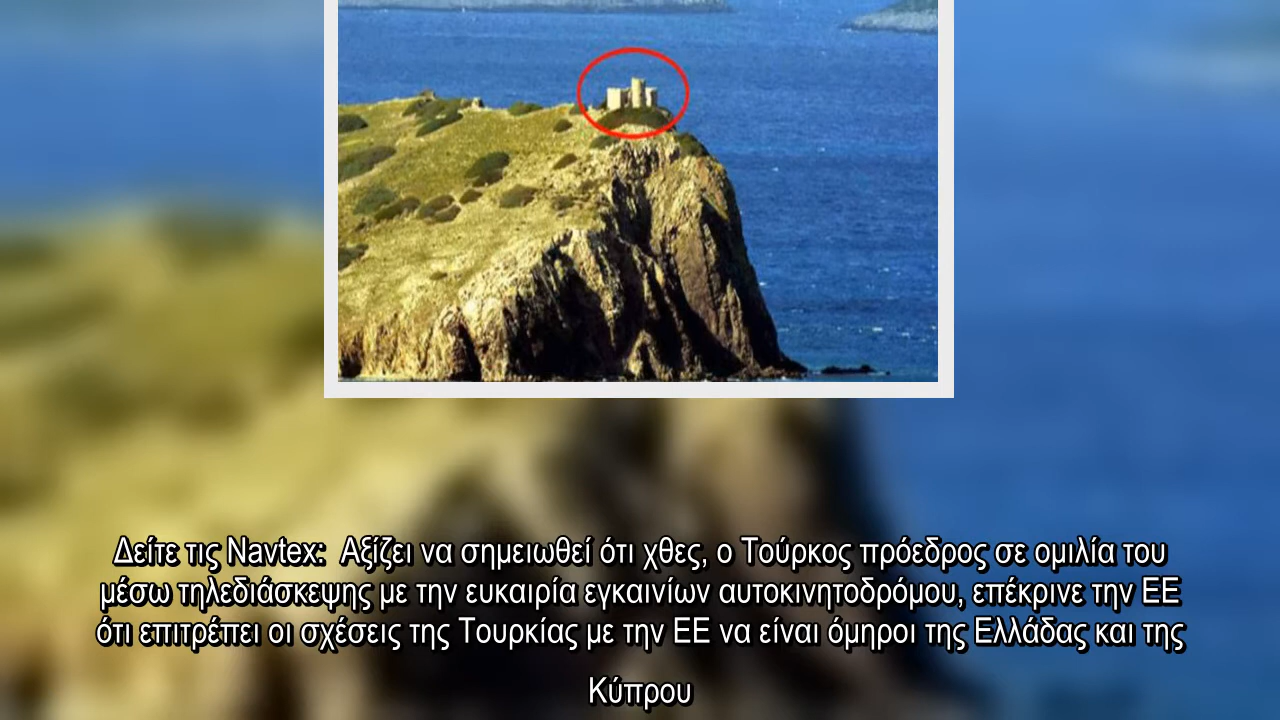 Δείτε τις Navtex:  Αξίζει να σημειωθεί ότι χθες, ο Τούρκος πρόεδρος σε ομιλία του
μέσω τηλεδιάσκεψης με την ευκαιρία εγκαινίων αυτοκινητοδρόμου, επέκρινε την ΕΕ
ότι επιτρέπει οι σχέσεις της Τουρκίας με την ΕΕ να είναι όμηροι της Ελλάδας και της
Κύπρου